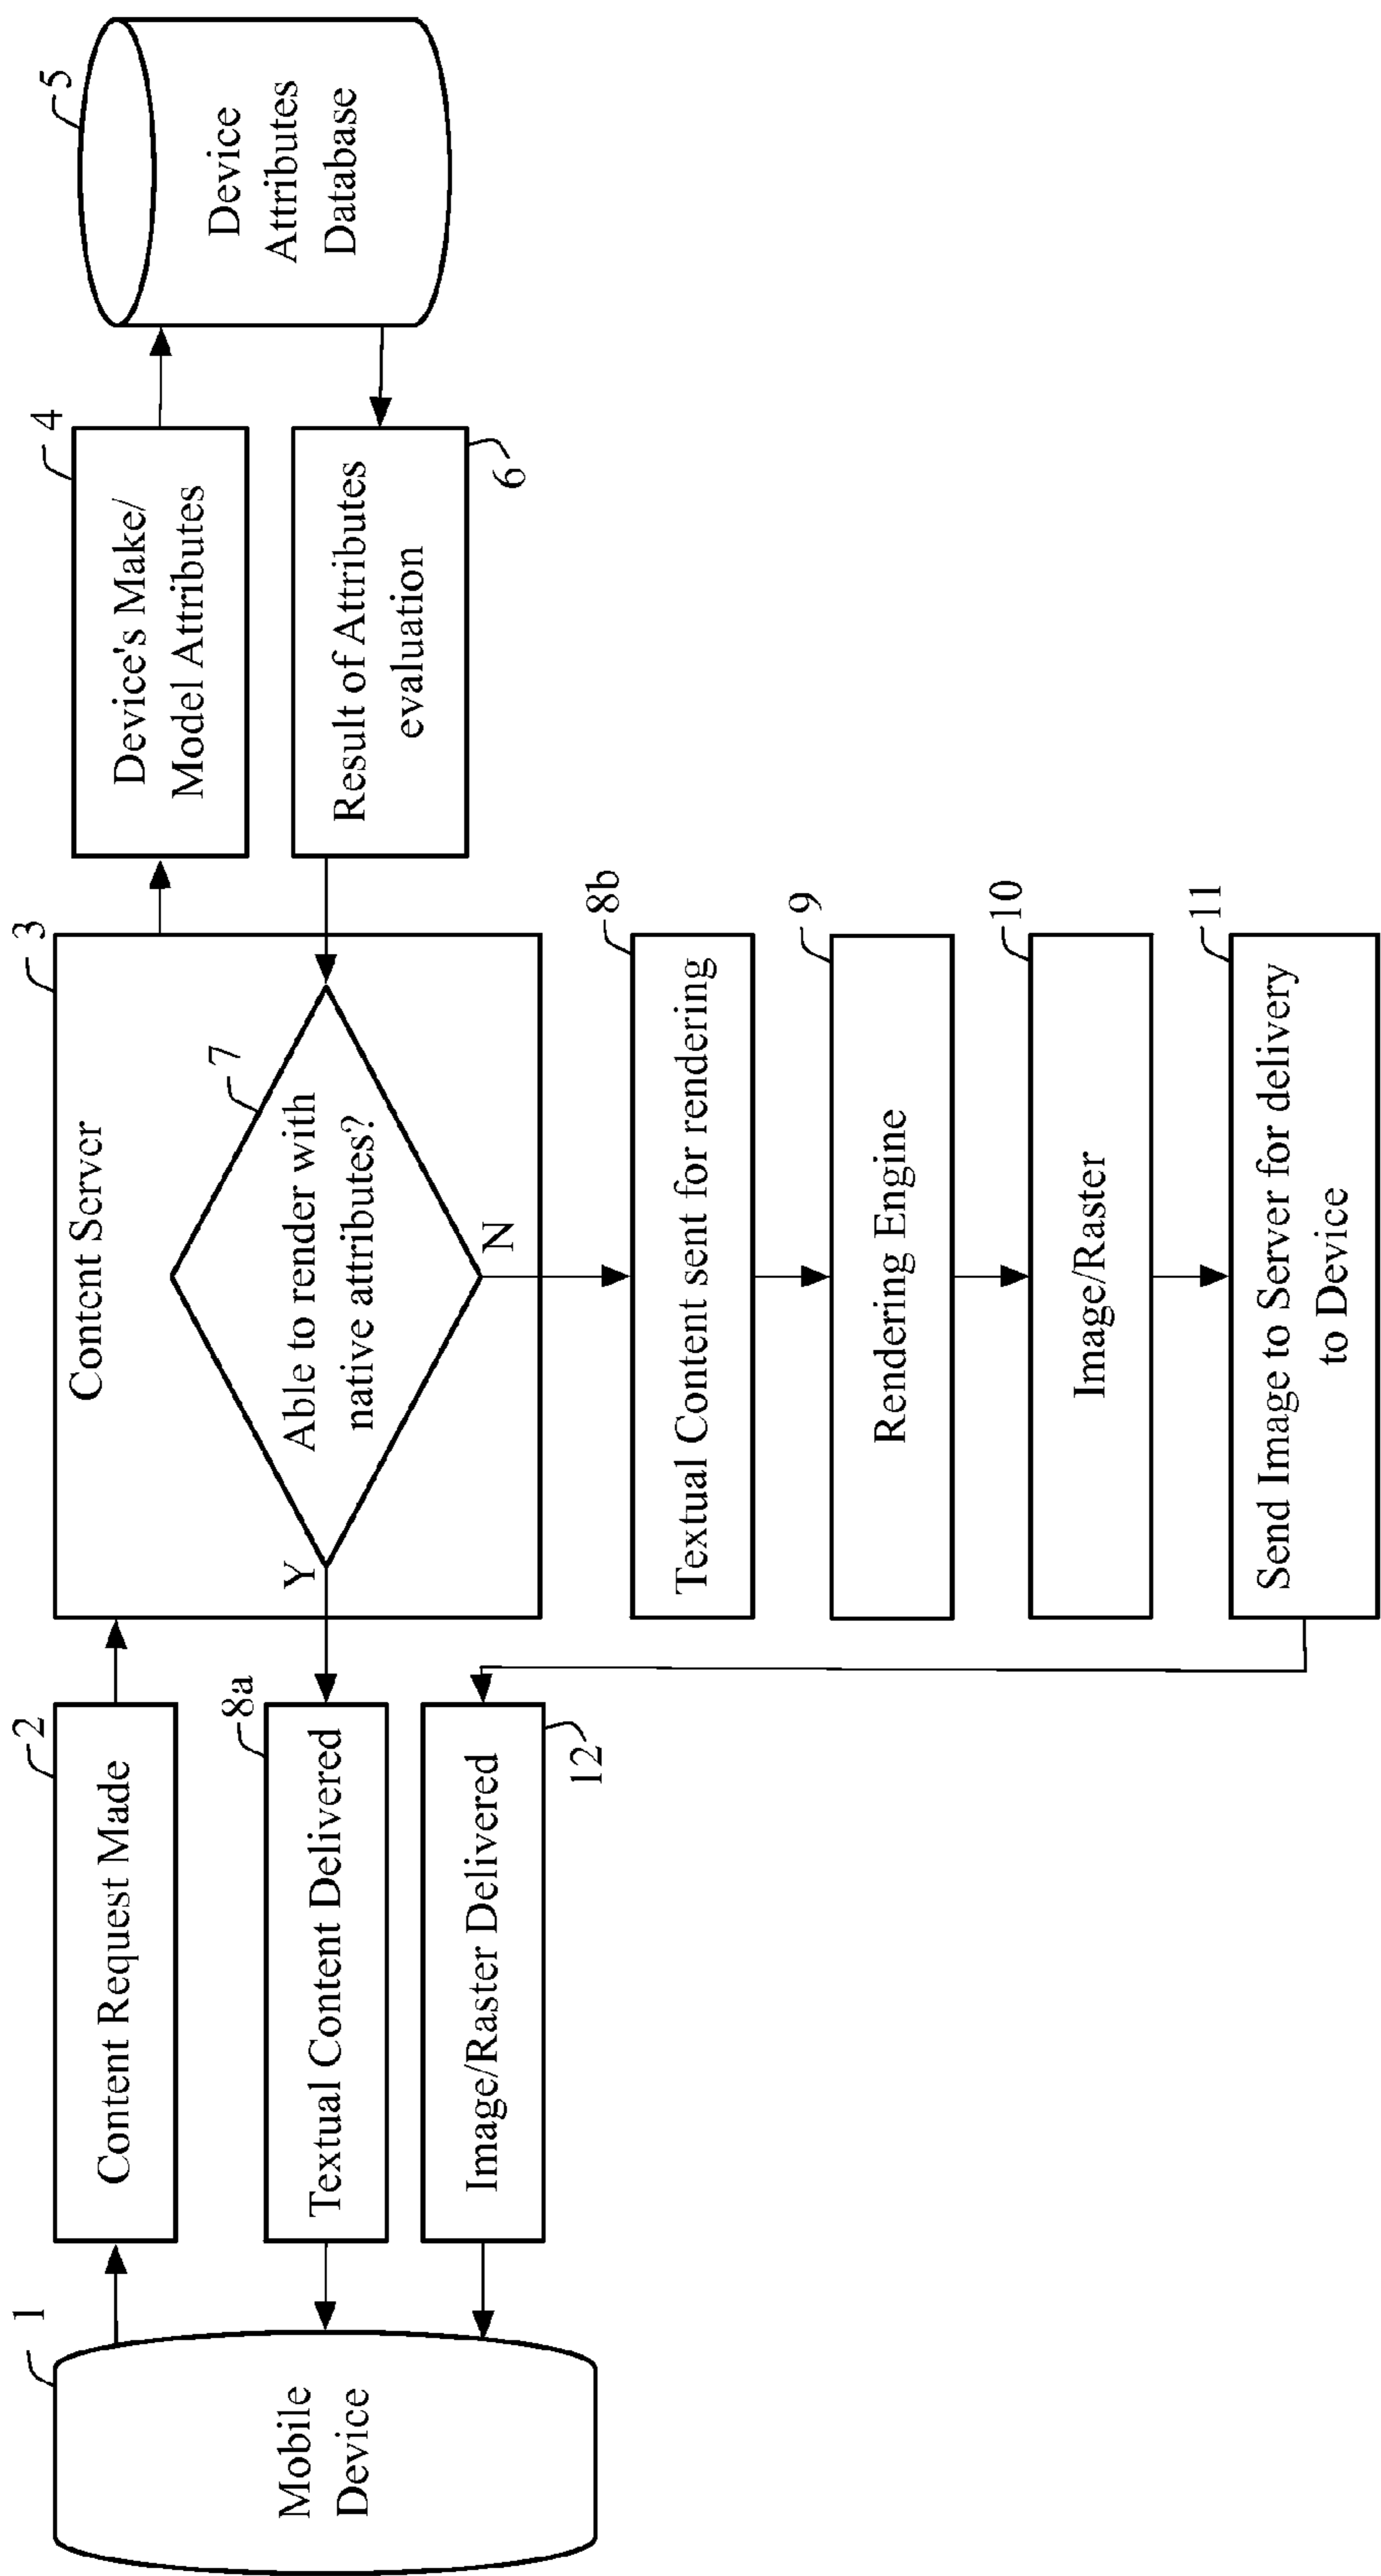 1
Mobile
Device
2
Content Request Made
8a
Textual Content Delivered
Image/Raster Delivered
12
3
Content Server
7
Able to render with
native attributes?
Y
N
4
Device's Make/
Model Attributes
Result of Attributes
evaluation
6
5
Device
Attributes
Database
8b
Textual Content sent for rendering
9
Rendering Engine
10
Image/Raster
11
Send Image to Server for delivery
to Device